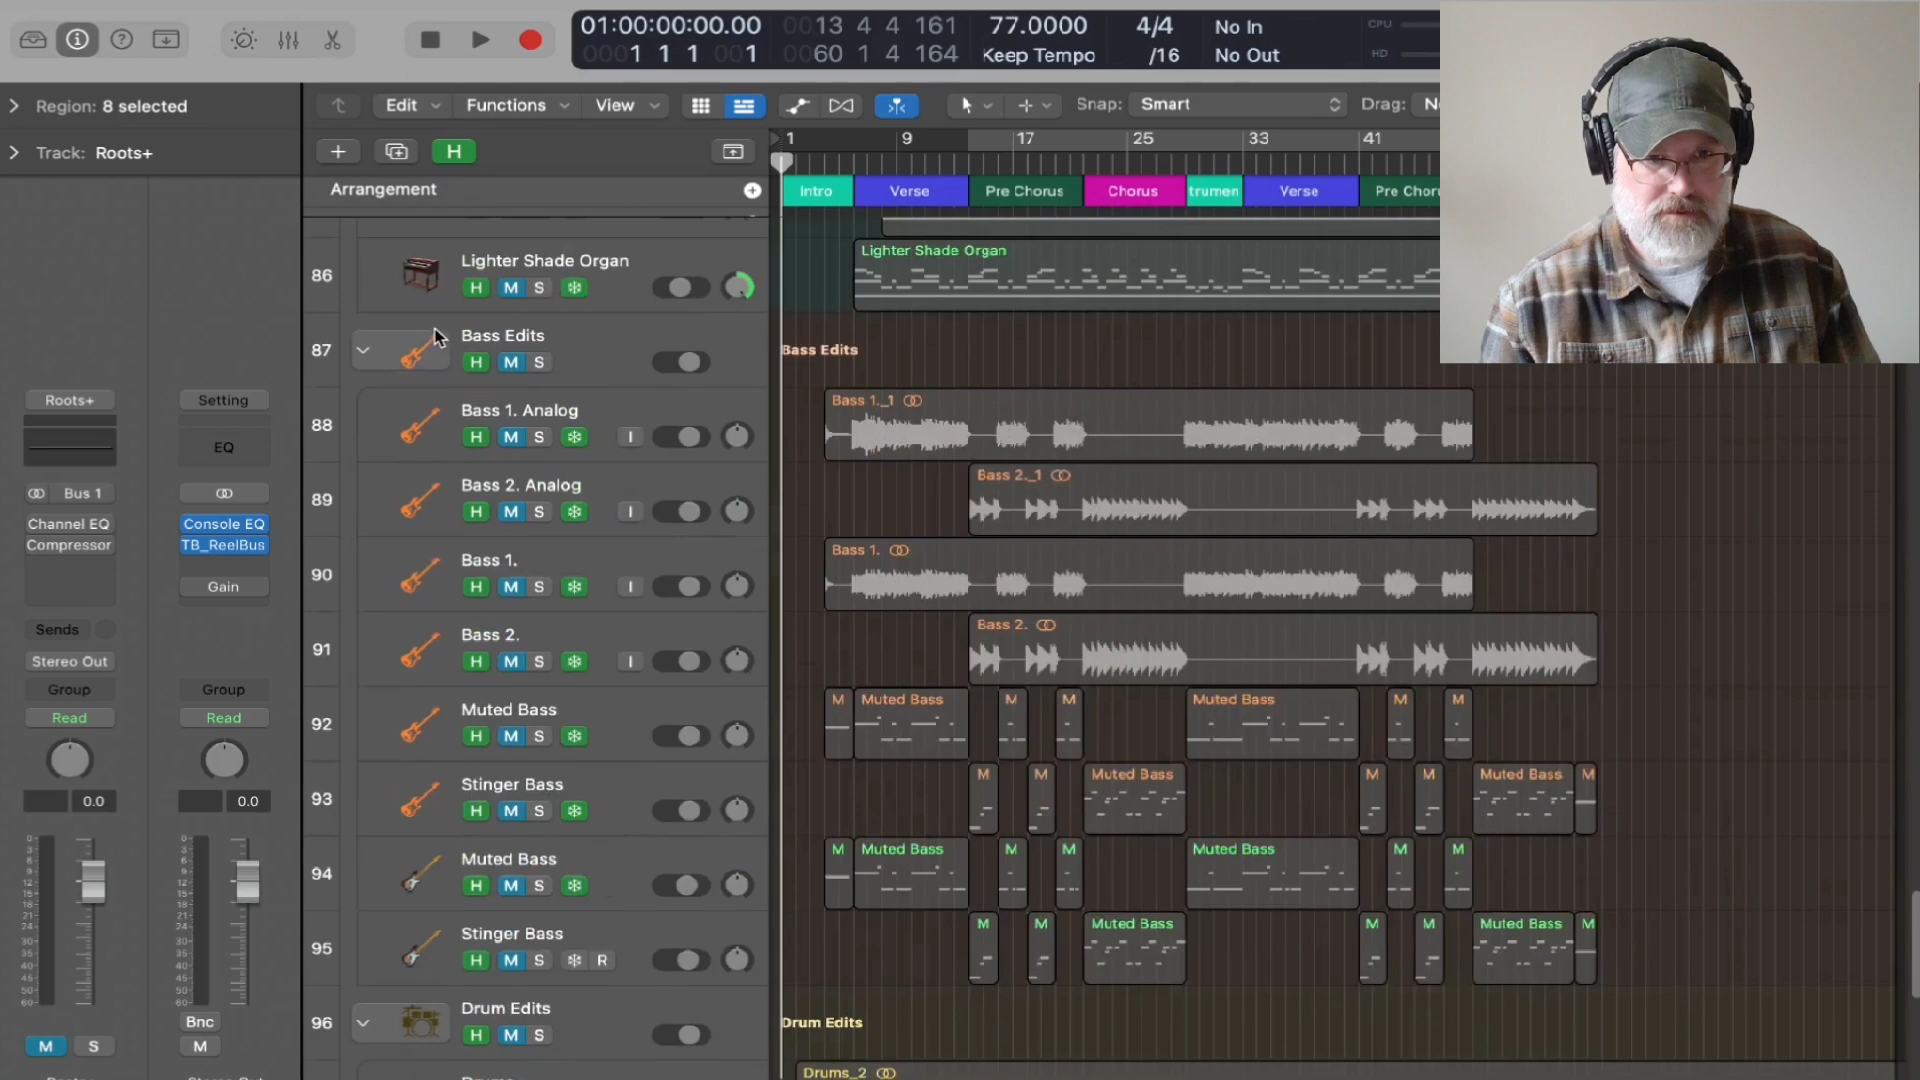 01:00:00:00.00
0001 1 1 001
0013 4 4 161
0060 1 4 164
77.0000
Keep Tempo
4/4
/16
No In
No Out
CPU
HD
Region: 8 selected
Track: Roots+
Edit
Functions
View
Snap: Smart
Drag:
H
1 9 17 25 33 41
Arrangement
Intro
Verse
Pre Chorus
Chorus
trumen
Verse
Pre Chor
86
Lighter Shade Organ
H M S
Lighter Shade Organ
87
Bass Edits
H M S
Bass Edits
88
Bass 1. Analog
H M S I
Bass 1._1
89
Bass 2. Analog
H M S I
Bass 2._1
90
Bass 1.
H M S I
Bass 1.
91
Bass 2.
H M S I
Bass 2.
92
Muted Bass
H M S
M Muted Bass M M Muted Bass M M
93
Stinger Bass
H M S
M M Muted Bass M M Muted Bass M
94
Muted Bass
H M S
M Muted Bass M M Muted Bass M M
95
Stinger Bass
H M S R
M M Muted Bass M M Muted Bass M
96
Drum Edits
H M S
Drum Edits
Drums_2
Roots+
Setting
EQ
Bus 1
Channel EQ
Compressor
Console EQ
TB_ReelBus
Gain
Sends
Stereo Out
Group
Group
Read
Read
0.0
0.0
Bnc
M S
M